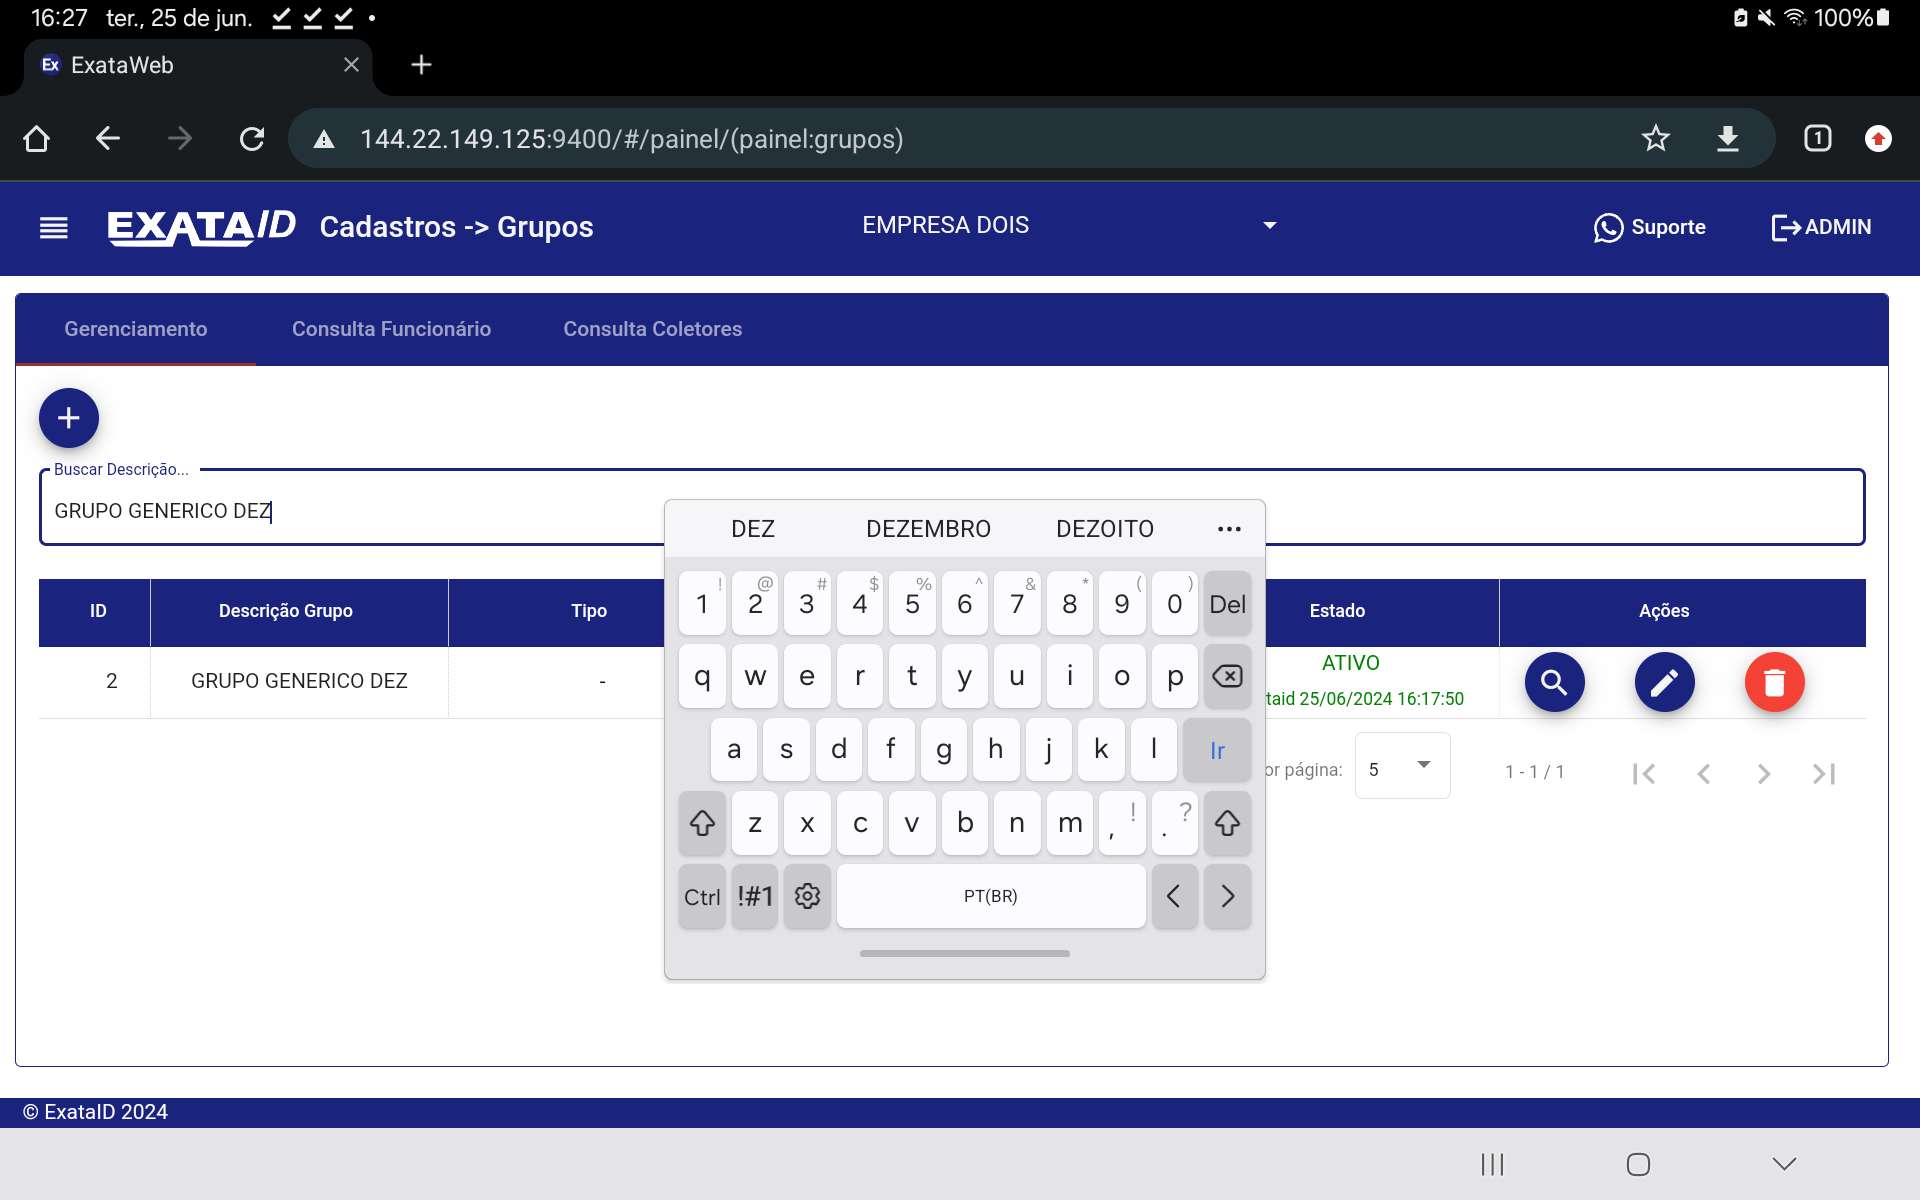 16:27 ter., 25 de jun. 100%
Ex ExataWeb
144.22.149.125:9400/#/painel/(painel:grupos) 1
EXATAID Cadastros -> Grupos EMPRESA DOIS Suporte ADMIN
Gerenciamento Consulta Funcionário Consulta Coletores
+
Buscar Descrição...
GRUPO GENERICO DEZ
DEZ DEZEMBRO DEZOITO ...
ID Descrição Grupo Tipo Estado Ações
2 GRUPO GENERICO DEZ - ATIVO
taid 25/06/2024 16:17:50
or página: 5 1 - 1 / 1
! @ # $ % ^ & * ( )
1 2 3 4 5 6 7 8 9 0 Del
q w e r t y u i o p
a s d f g h j k l Ir
z x c v b n m , ! . ?
Ctrl !#1 PT(BR) < >
© ExataID 2024